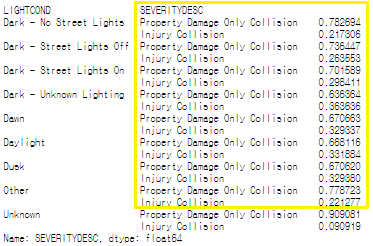 LIGHTCOND SEVERITYDESC
Dark - No Street Lights Property Damage Only Collision 0.782694
Injury Collision 0.217306
Dark - Street Lights Off Property Damage Only Collision 0.736447
Injury Collision 0.263553
Dark - Street Lights On Property Damage Only Collision 0.701589
Injury Collision 0.298411
Dark - Unknown Lighting Property Damage Only Collision 0.636364
Injury Collision 0.363636
Dawn Property Damage Only Collision 0.670663
Injury Collision 0.329337
Daylight Property Damage Only Collision 0.668116
Injury Collision 0.331884
Dusk Property Damage Only Collision 0.670620
Injury Collision 0.329380
Other Property Damage Only Collision 0.778723
Injury Collision 0.221277
Unknown Property Damage Only Collision 0.909081
Injury Collision 0.090919
Name: SEVERITYDESC, dtype: float64